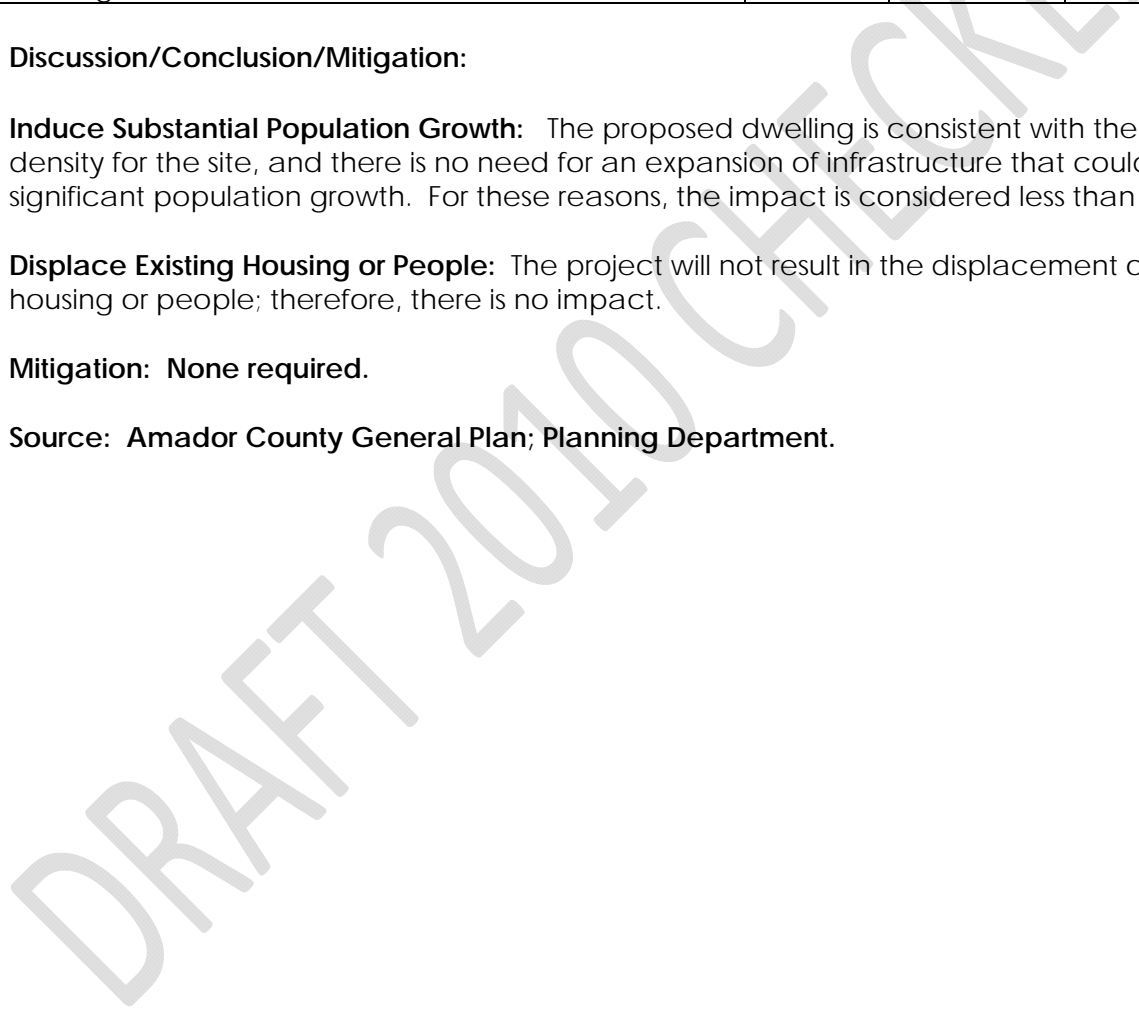 Discussion/Conclusion/Mitigation:
Induce Substantial Population Growth: The proposed dwelling is consistent with the
density for the site, and there is no need for an expansion of infrastructure that could
significant population growth. For these reasons, the impact is considered less than
Displace Existing Housing or People: The project will not result in the displacement
housing or people; therefore, there is no impact.
Mitigation: None required.
Source: Amador County General Plan; Planning Department.
DRAFT 2010 CHECK